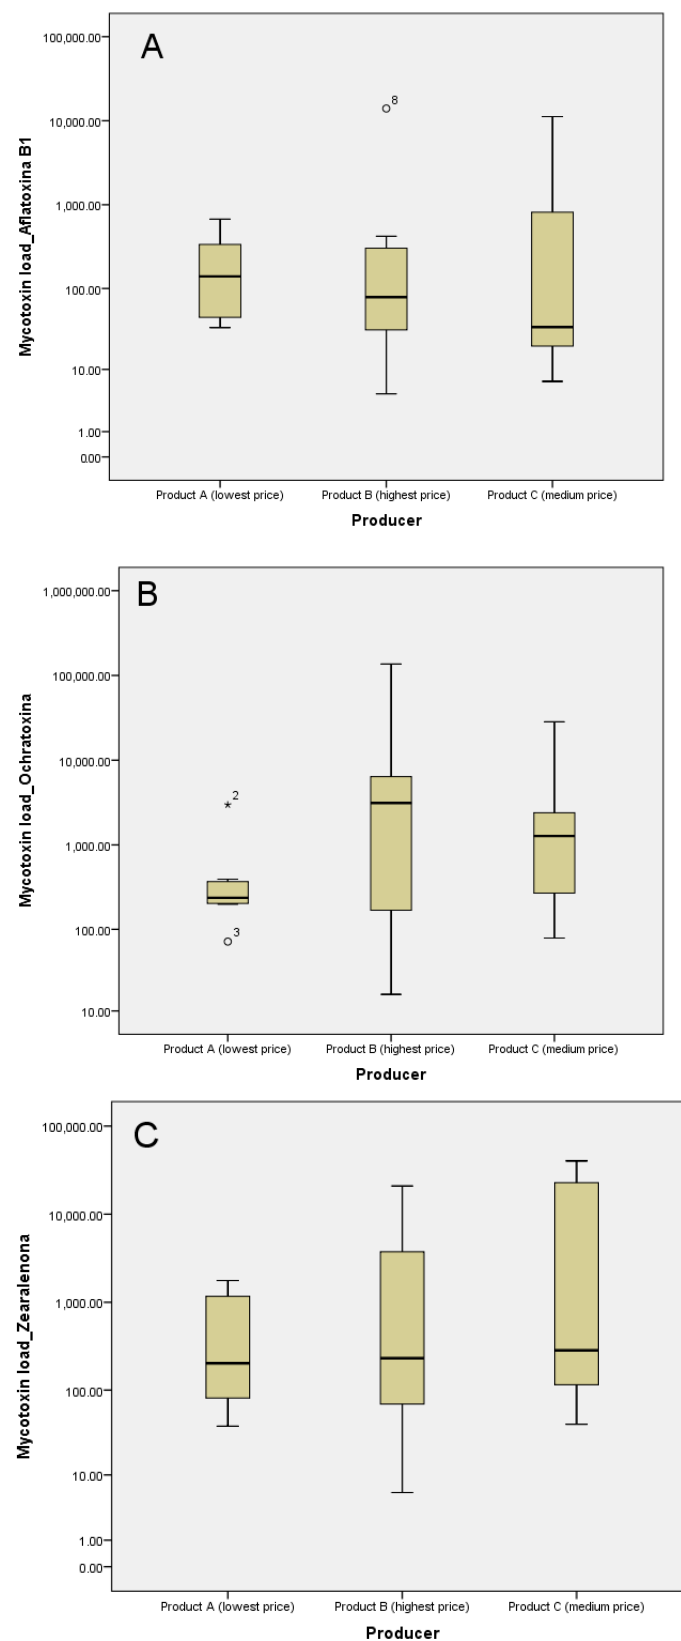 A
100,000.00
10,000.00
1,000.00
100.00
10.00
1.00
0.00
Mycotoxin load_Aflatoxina B1
8
Product A (lowest price)
Product B (highest price)
Product C (medium price)
Producer
B
1,000,000.00
100,000.00
10,000.00
1,000.00
100.00
10.00
Mycotoxin load_Ochratoxina
2
3
Product A (lowest price)
Product B (highest price)
Product C (medium price)
Producer
C
100,000.00
10,000.00
1,000.00
100.00
10.00
1.00
0.00
Mycotoxin load_Zearalenona
Product A (lowest price)
Product B (highest price)
Product C (medium price)
Producer